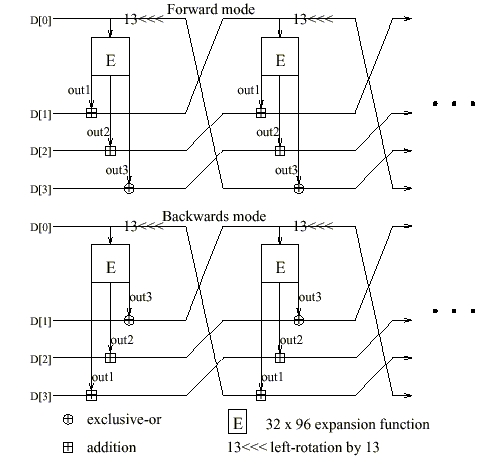 Forward mode
D[0] 13<<< 13<<<
E E
out1 out1
D[1]
out2 out2
D[2]
out3 out3
D[3]
Backwards mode
D[0] 13<<< 13<<<
E E
out3 out3
D[1]
out2 out2
D[2]
out1 out1
D[3]
exclusive-or E 32 x 96 expansion function
addition 13<<< left-rotation by 13